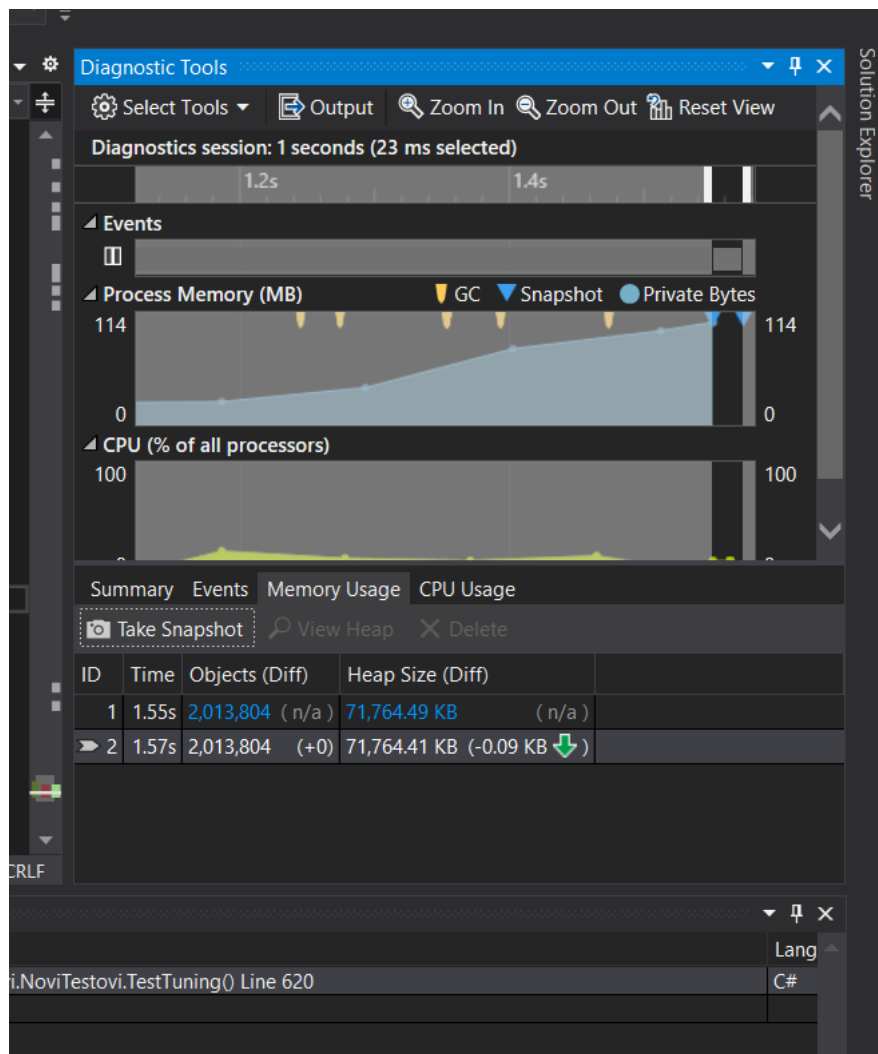 Diagnostic Tools
Solution Explorer
Select Tools Output Zoom In Zoom Out Reset View
Diagnostics session: 1 seconds (23 ms selected)
1.2s 1.4s
Events
Process Memory (MB) GC Snapshot Private Bytes
114 114
0 0
CPU (% of all processors)
100 100
Summary Events Memory Usage CPU Usage
Take Snapshot View Heap Delete
ID Time Objects (Diff) Heap Size (Diff)
1 1.55s 2,013,804 (n/a) 71,764.49 KB (n/a)
2 1.57s 2,013,804 (+0) 71,764.41 KB (-0.09 KB)
CRLF
Lang
i.NoviTestovi.TestTuning() Line 620 C#